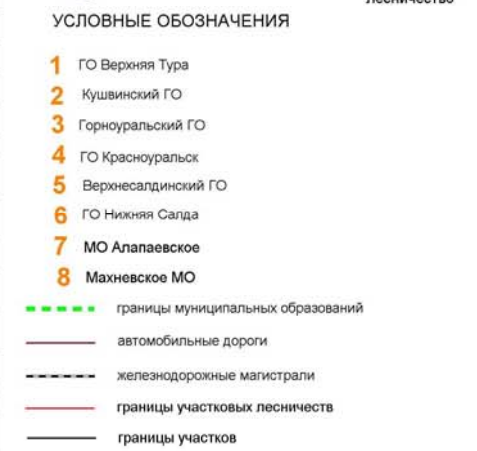 лесничество
УСЛОВНЫЕ ОБОЗНАЧЕНИЯ
1 ГО Верхняя Тура
2 Кушвинский ГО
3 Горноуральский ГО
4 ГО Красноуральск
5 Верхнесалдинский ГО
6 ГО Нижняя Салда
7 МО Алапаевское
8 Махневское МО
границы муниципальных образований
автомобильные дороги
железнодорожные магистрали
границы участковых лесничеств
границы участков